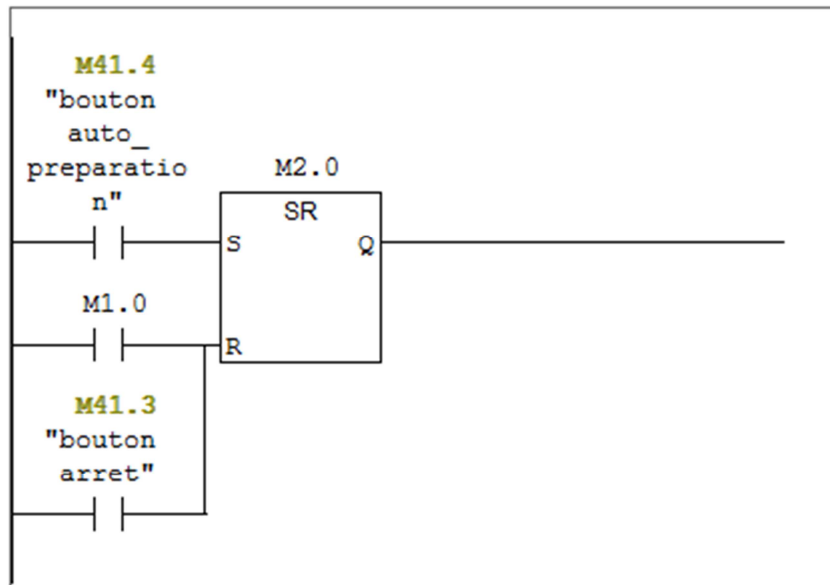 M41.4
"bouton
auto_
preparatio
n"
M2.0
SR
S
Q
M1.0
R
M41.3
"bouton
arret"